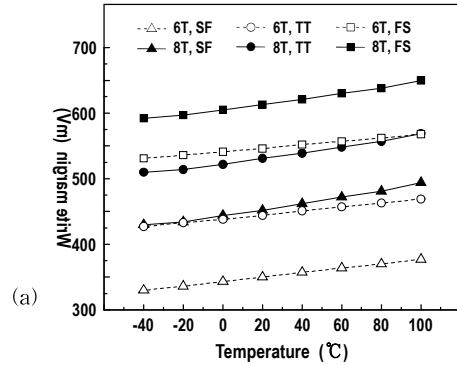 6T, SF 6T, TT 6T, FS
8T, SF 8T, TT 8T, FS
700
600
500
400
300
Write margin (mV)
(a)
-40 -20 0 20 40 60 80 100
Temperature (℃)